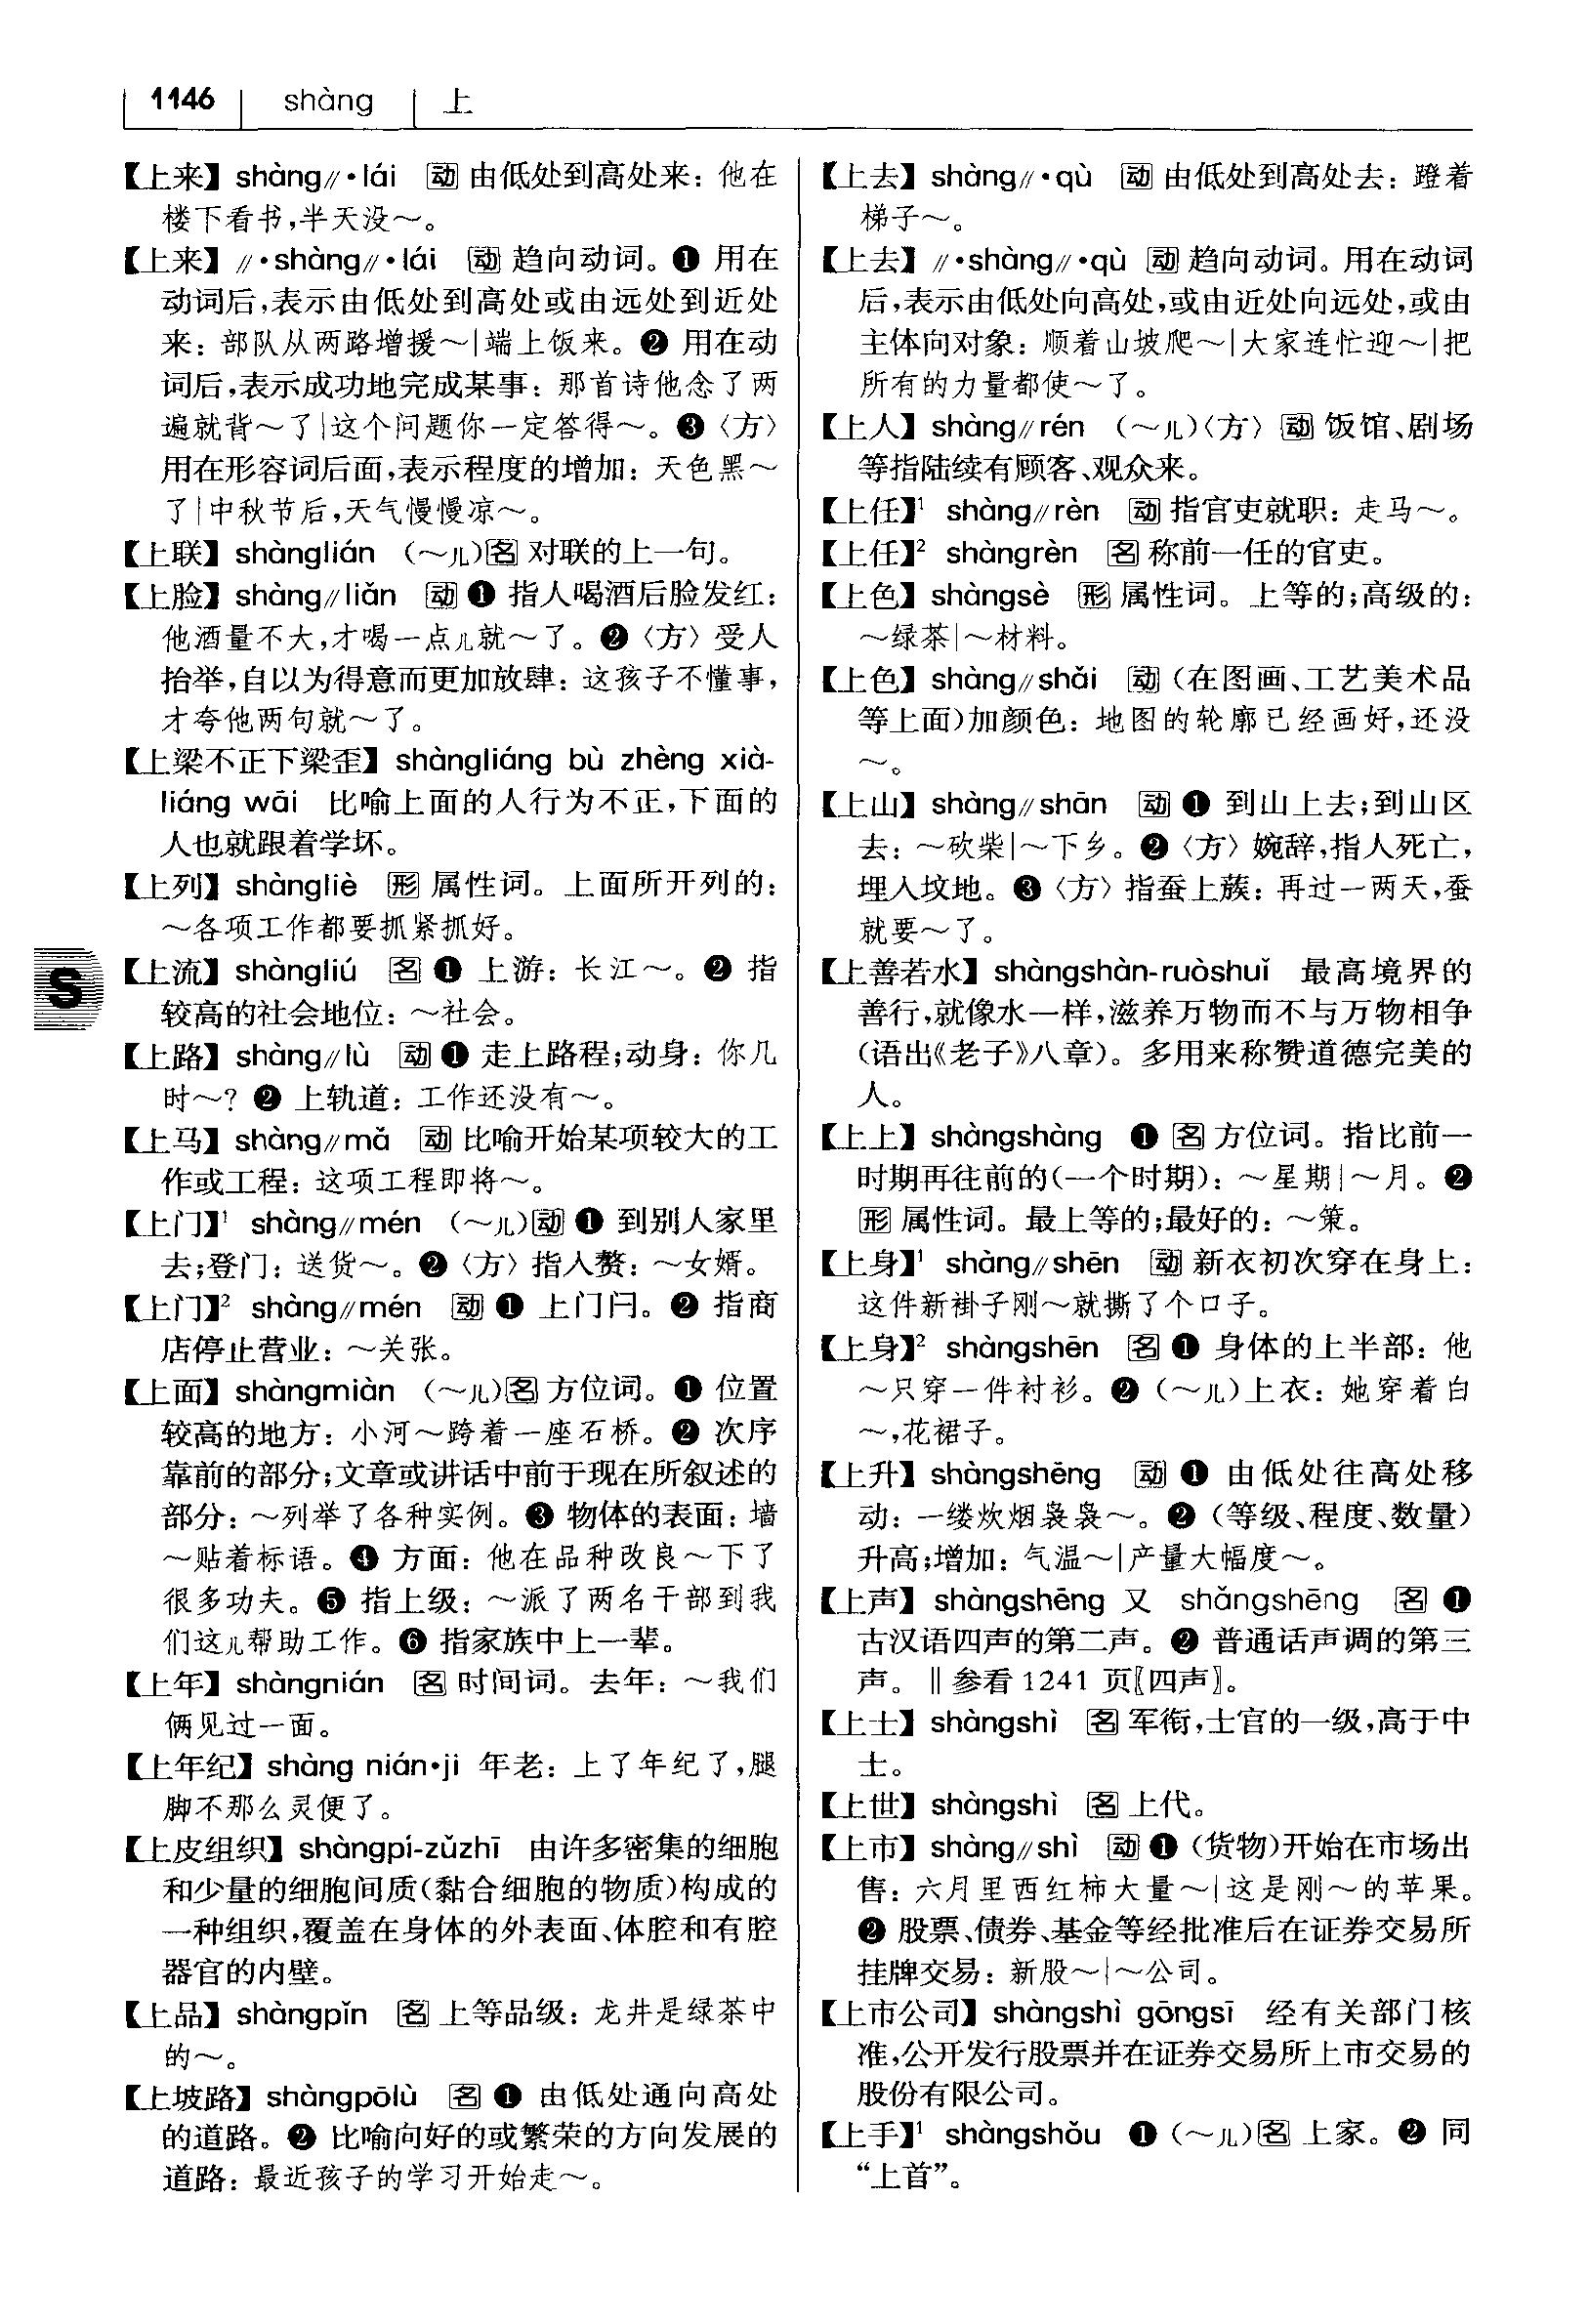 1146 shàng 上
【上来】 shàng//•lái 动 由低处到高处来：他在
楼下看书，半天没～。
【上来】 //•shàng//•lái 动 趋向动词。❶ 用在
动词后，表示由低处到高处或由远处到近处
来：部队从两路增援～|端上饭来。❷ 用在动
词后，表示成功地完成某事：那首诗他念了两
遍就背～了|这个问题你一定答得～。❸〈方〉
用在形容词后面，表示程度的增加：天色黑～
了|中秋节后，天气慢慢凉～。
【上联】 shànglián （～儿）名 对联的上一句。
【上脸】 shàng//liǎn 动 ❶ 指人喝酒后脸发红：
他酒量不大，才喝一点儿就～了。❷〈方〉受人
抬举，自以为得意而更加放肆：这孩子不懂事，
才夸他两句就～了。
【上梁不正下梁歪】 shàngliáng bù zhèng xià-
liáng wāi 比喻上面的人行为不正，下面的
人也就跟着学坏。
【上列】 shàngliè 形 属性词。上面所开列的：
～各项工作都要抓紧抓好。
【上流】 shàngliú 名 ❶ 上游：长江～。❷ 指
较高的社会地位：～社会。
【上路】 shàng//lù 动 ❶ 走上路程；动身：你几
时～？❷ 上轨道：工作还没有～。
【上马】 shàng//mǎ 动 比喻开始某项较大的工
作或工程：这项工程即将～。
【上门】¹ shàng//mén （～儿）动 ❶ 到别人家里
去；登门：送货～。❷〈方〉指入赘：～女婿。
【上门】² shàng//mén 动 ❶ 上门闩。❷ 指商
店停止营业：～关张。
【上面】 shàngmiàn （～儿）名 方位词。❶ 位置
较高的地方：小河～跨着一座石桥。❷ 次序
靠前的部分；文章或讲话中前于现在所叙述的
部分：～列举了各种实例。❸ 物体的表面：墙
～贴着标语。❹ 方面：他在品种改良～下了
很多功夫。❺ 指上级：～派了两名干部到我
们这儿帮助工作。❻ 指家族中上一辈。
【上年】 shàngnián 名 时间词。去年：～我们
俩见过一面。
【上年纪】 shàng nián•ji 年老：上了年纪了，腿
脚不那么灵便了。
【上皮组织】 shàngpí-zǔzhī 由许多密集的细胞
和少量的细胞间质（黏合细胞的物质）构成的
一种组织，覆盖在身体的外表面、体腔和有腔
器官的内壁。
【上品】 shàngpǐn 名 上等品级：龙井是绿茶中
的～。
【上坡路】 shàngpōlù 名 ❶ 由低处通向高处
的道路。❷ 比喻向好的或繁荣的方向发展的
道路：最近孩子的学习开始走～。
【上去】 shàng//•qù 动 由低处到高处去：蹬着
梯子～。
【上去】 //•shàng//•qù 动 趋向动词。用在动词
后，表示由低处向高处，或由近处向远处，或由
主体向对象：顺着山坡爬～|大家连忙迎～|把
所有的力量都使～了。
【上人】 shàng//rén （～儿）〈方〉动 饭馆、剧场
等指陆续有顾客、观众来。
【上任】¹ shàng//rèn 动 指官吏就职：走马～。
【上任】² shàngrèn 名 称前一任的官吏。
【上色】 shàngsè 形 属性词。上等的；高级的：
～绿茶|～材料。
【上色】 shàng//shǎi 动 （在图画、工艺美术品
等上面）加颜色：地图的轮廓已经画好，还没
～。
【上山】 shàng//shān 动 ❶ 到山上去；到山区
去：～砍柴|～下乡。❷〈方〉婉辞，指人死亡，
埋入坟地。❸〈方〉指蚕上蔟：再过一两天，蚕
就要～了。
【上善若水】 shàngshàn-ruòshuǐ 最高境界的
善行，就像水一样，滋养万物而不与万物相争
（语出《老子》八章）。多用来称赞道德完美的
人。
【上上】 shàngshàng ❶ 名 方位词。指比前一
时期再往前的（一个时期）：～星期|～月。❷
形 属性词。最上等的；最好的：～策。
【上身】¹ shàng//shēn 动 新衣初次穿在身上：
这件新褂子刚～就撕了个口子。
【上身】² shàngshēn 名 ❶ 身体的上半部：他
～只穿一件衬衫。❷（～儿）上衣：她穿着白
～，花裙子。
【上升】 shàngshēng 动 ❶ 由低处往高处移
动：一缕炊烟袅袅～。❷（等级、程度、数量）
升高；增加：气温～|产量大幅度～。
【上声】 shàngshēng 又 shǎngshēng 名 ❶
古汉语四声的第二声。❷ 普通话声调的第三
声。‖参看 1241 页〖四声〗。
【上士】 shàngshì 名 军衔，士官的一级，高于中
士。
【上世】 shàngshì 名 上代。
【上市】 shàng//shì 动 ❶（货物）开始在市场出
售：六月里西红柿大量～|这是刚～的苹果。
❷ 股票、债券、基金等经批准后在证券交易所
挂牌交易：新股～|～公司。
【上市公司】 shàngshì gōngsī 经有关部门核
准，公开发行股票并在证券交易所上市交易的
股份有限公司。
【上手】¹ shàngshǒu ❶（～儿）名 上家。❷ 同
“上首”。
S